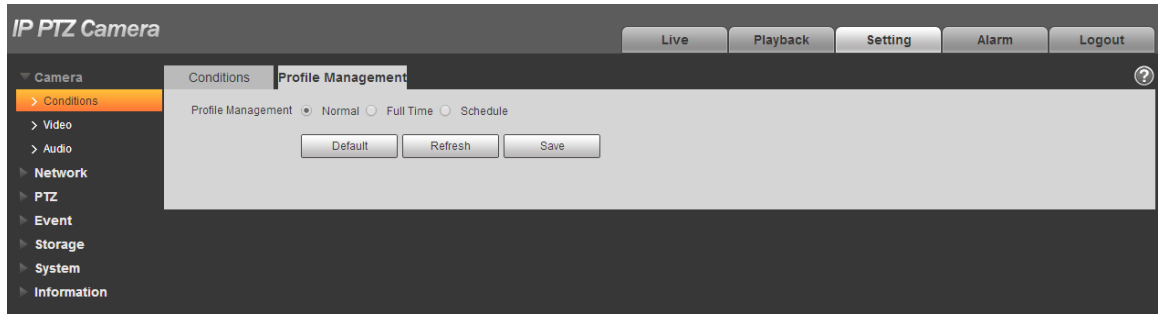 IP PTZ Camera
Live Playback Setting Alarm Logout
Camera
Conditions
Video
Audio
Network
PTZ
Event
Storage
System
Information
Conditions Profile Management
?
Profile Management Normal Full Time Schedule
Default Refresh Save